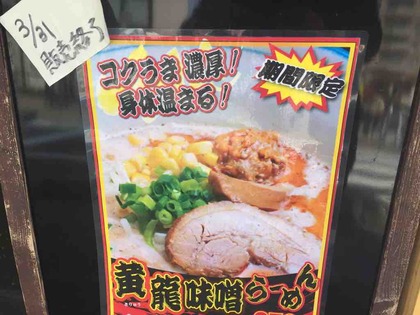 3/31
販売終了
コクうま 濃厚!
身体温まる!
期間限定
黄龍味噌らーめん